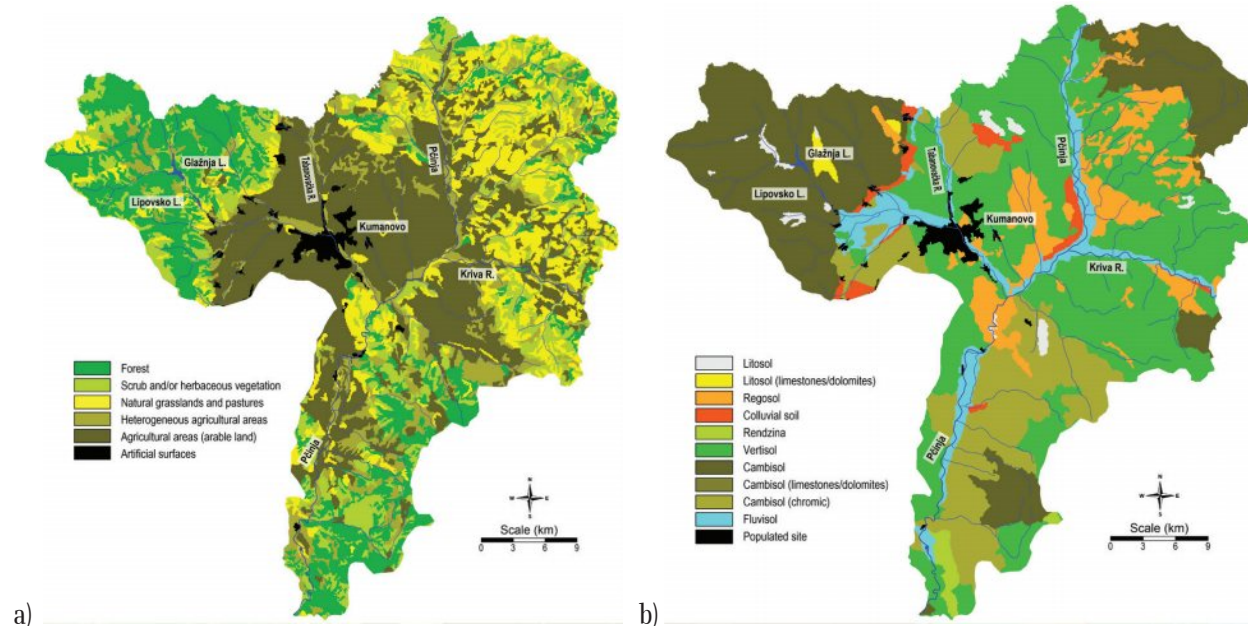 Glažnja L.
Lipovsko L.
Tabanovačka R.
Pčinja
Kumanovo
Kriva R.
Pčinja
Forest
Scrub and/or herbaceous vegetation
Natural grasslands and pastures
Heterogeneous agricultural areas
Agricultural areas (arable land)
Artificial surfaces
N
W E
S
Scale (km)
0 3 6 9
a)
Glažnja L.
Lipovsko L.
Tabanovačka R.
Pčinja
Kumanovo
Kriva R.
Pčinja
Litosol
Litosol (limestones/dolomites)
Regosol
Colluvial soil
Rendzina
Vertisol
Cambisol
Cambisol (limestones/dolomites)
Cambisol (chromic)
Fluvisol
Populated site
N
W E
S
Scale (km)
0 3 6 9
b)